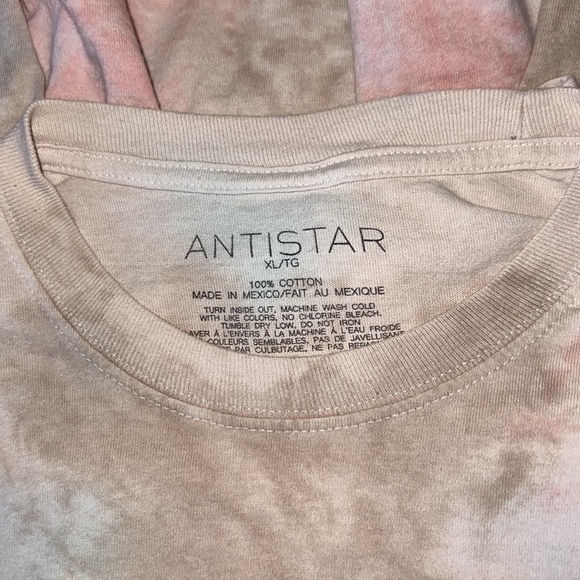 ANTISTAR
XL/TG
100% COTTON
MADE IN MEXICO/FAIT AU MEXIQUE
TURN INSIDE OUT, MACHINE WASH COLD
WITH LIKE COLORS, NO CHLORINE BLEACH,
TUMBLE DRY LOW, DO NOT IRON
LAVER À L'ENVERS À LA MACHINE À L'EAU FROIDE
COULEURS SEMBLABLES, PAS DE JAVELLISANT
PAR CULBUTAGE, NE PAS